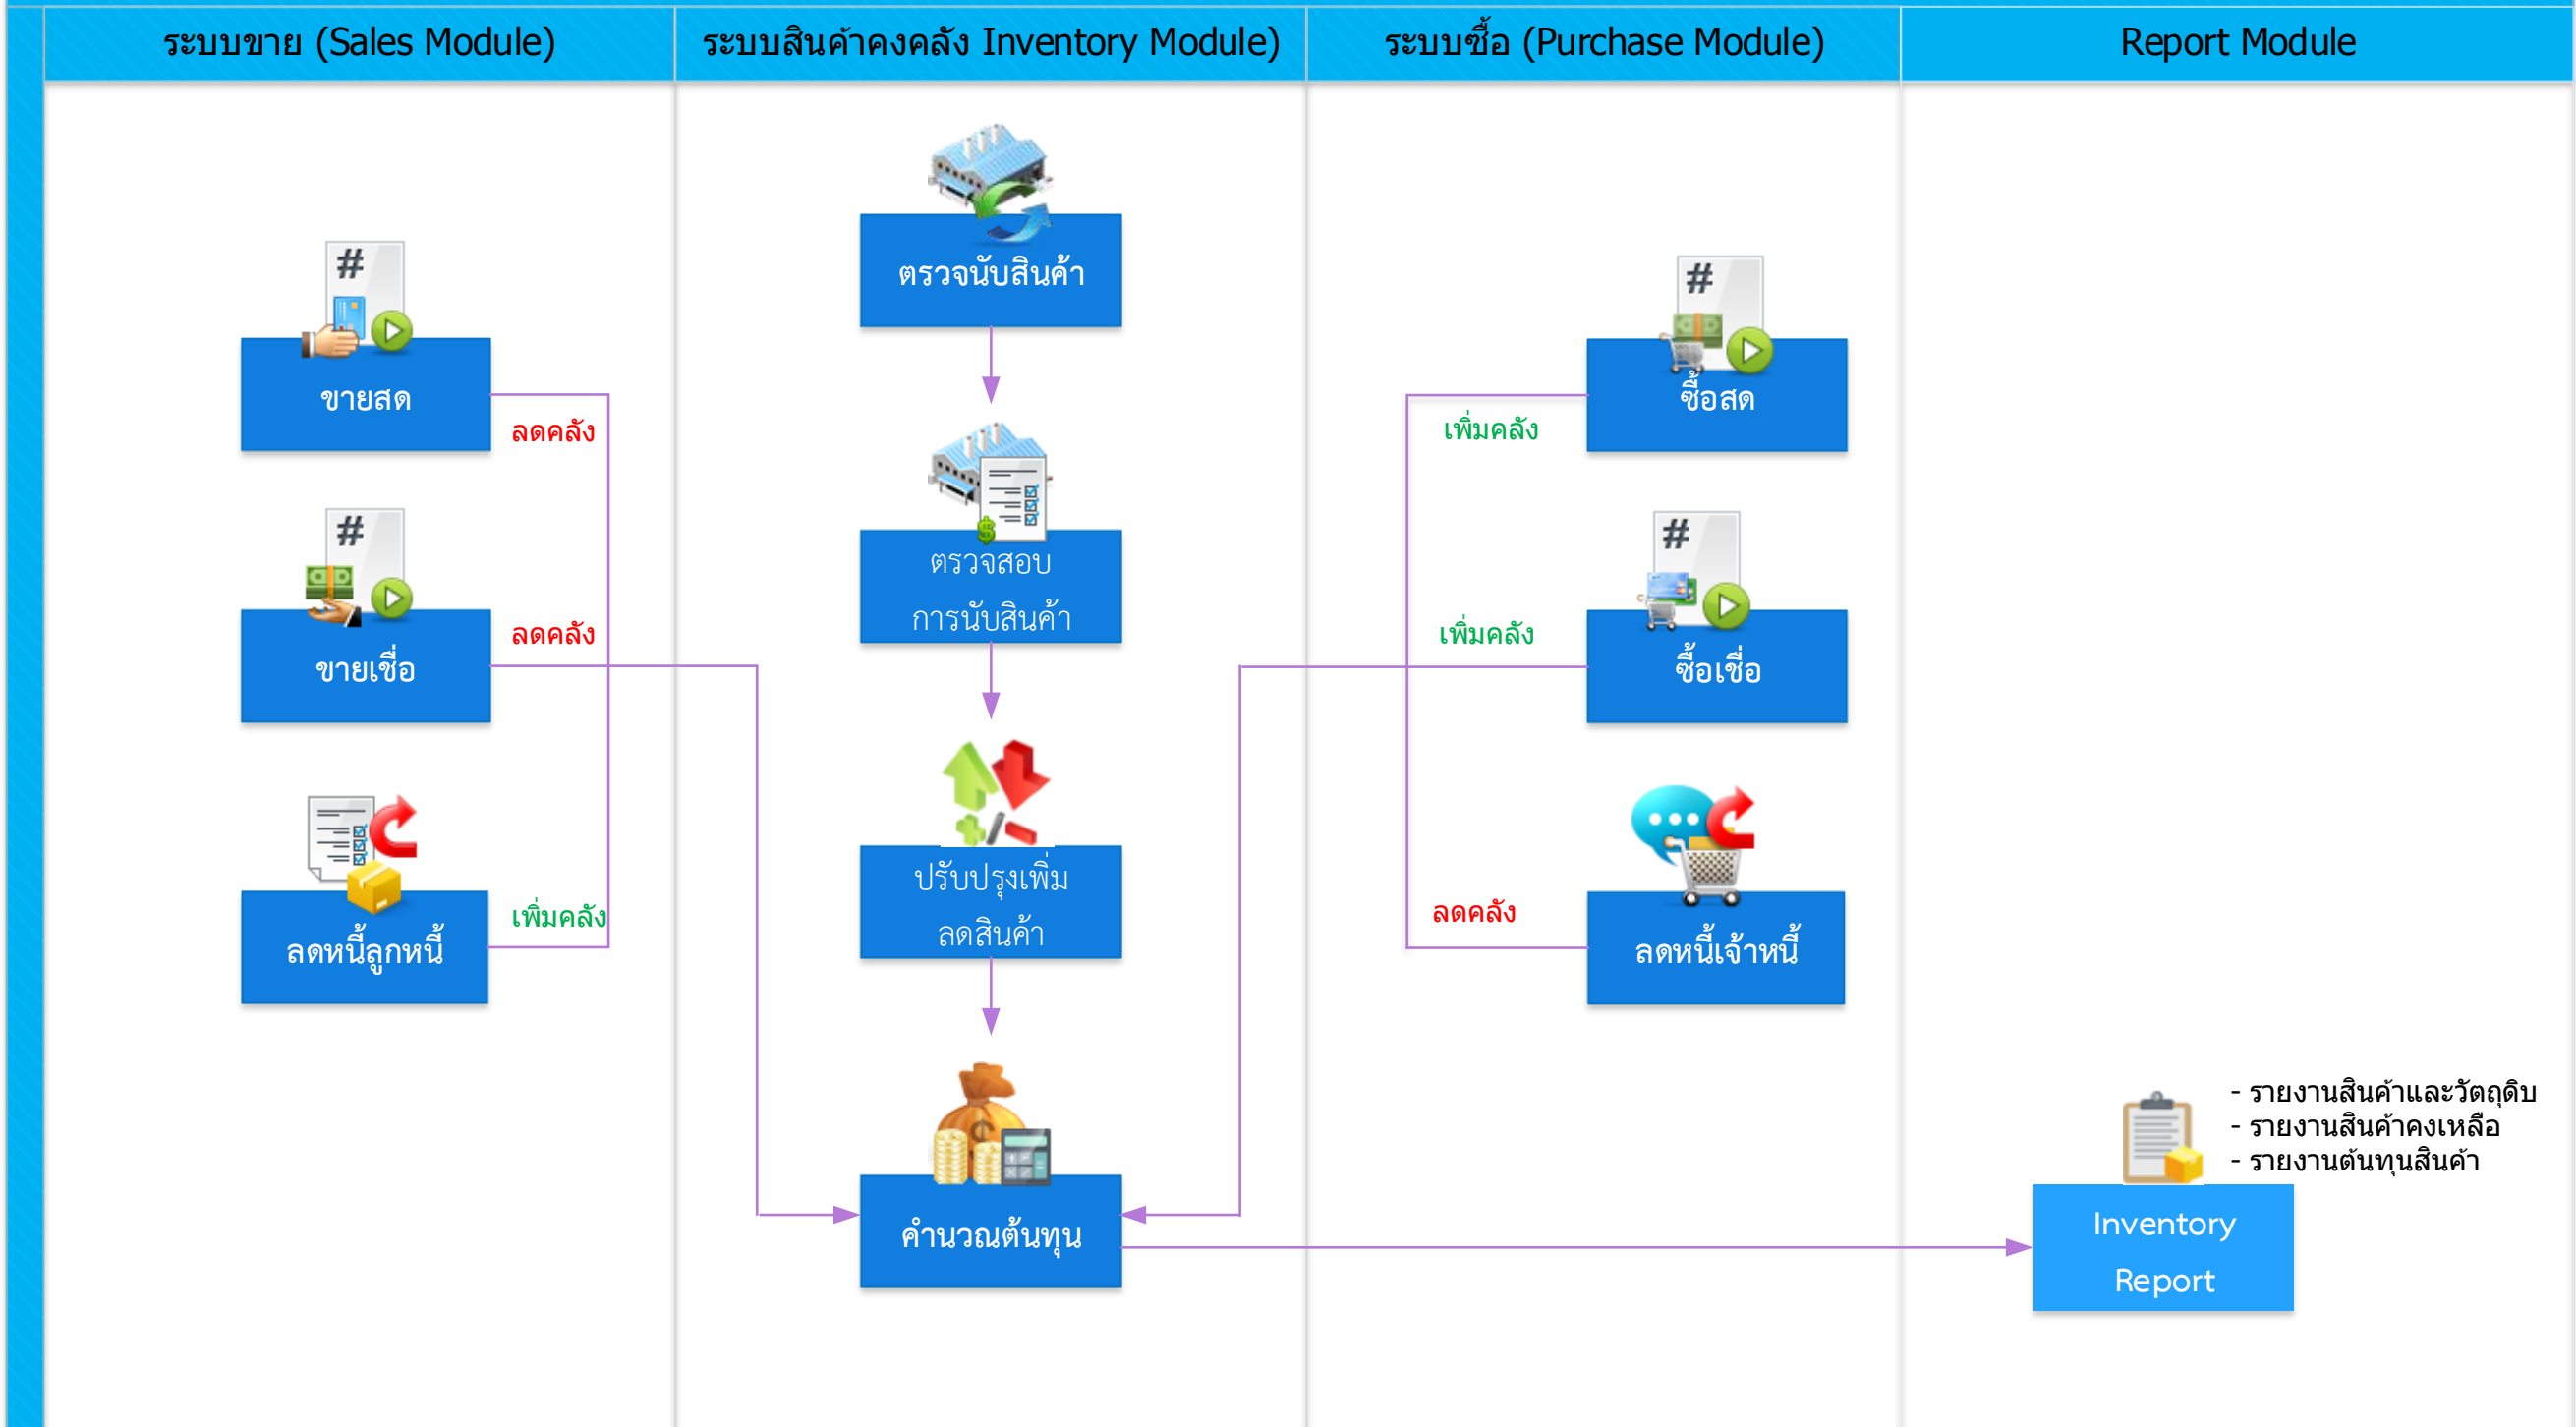 ระบบขาย (Sales Module)
ระบบสินค้าคงคลัง Inventory Module)
ระบบซื้อ (Purchase Module)
Report Module
#
ขายสด
ลดคลัง
#
ขายเชื่อ
ลดคลัง
ลดหนี้ลูกหนี้
เพิ่มคลัง
ตรวจนับสินค้า
ตรวจสอบ
การนับสินค้า
ปรับปรุงเพิ่ม
ลดสินค้า
คำนวณต้นทุน
#
ซื้อสด
เพิ่มคลัง
#
ซื้อเชื่อ
เพิ่มคลัง
ลดหนี้เจ้าหนี้
ลดคลัง
- รายงานสินค้าและวัตถุดิบ
- รายงานสินค้าคงเหลือ
- รายงานต้นทุนสินค้า
Inventory
Report